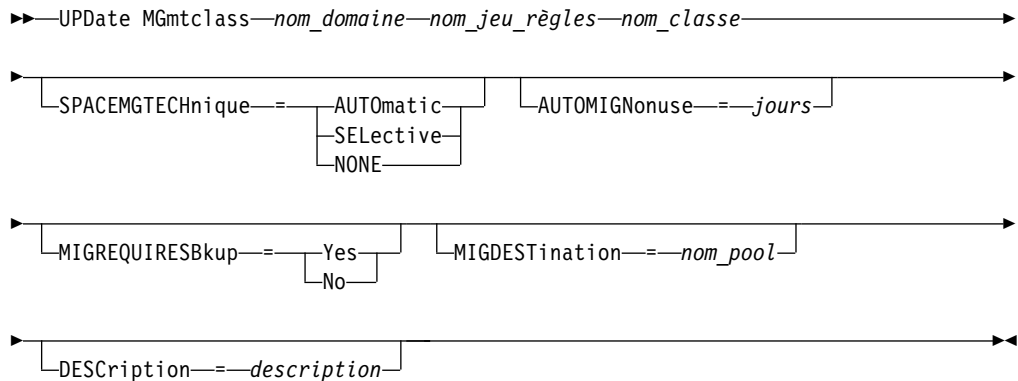 UPDate MGmtclass nom_domaine nom_jeu_règles nom_classe
SPACEMGTECHnique = AUTOmatic AUTOMIGNonuse = jours
SELective
NONE
MIGREQUIRESBkup = Yes MIGDESTination = nom_pool
No
DESCription = description